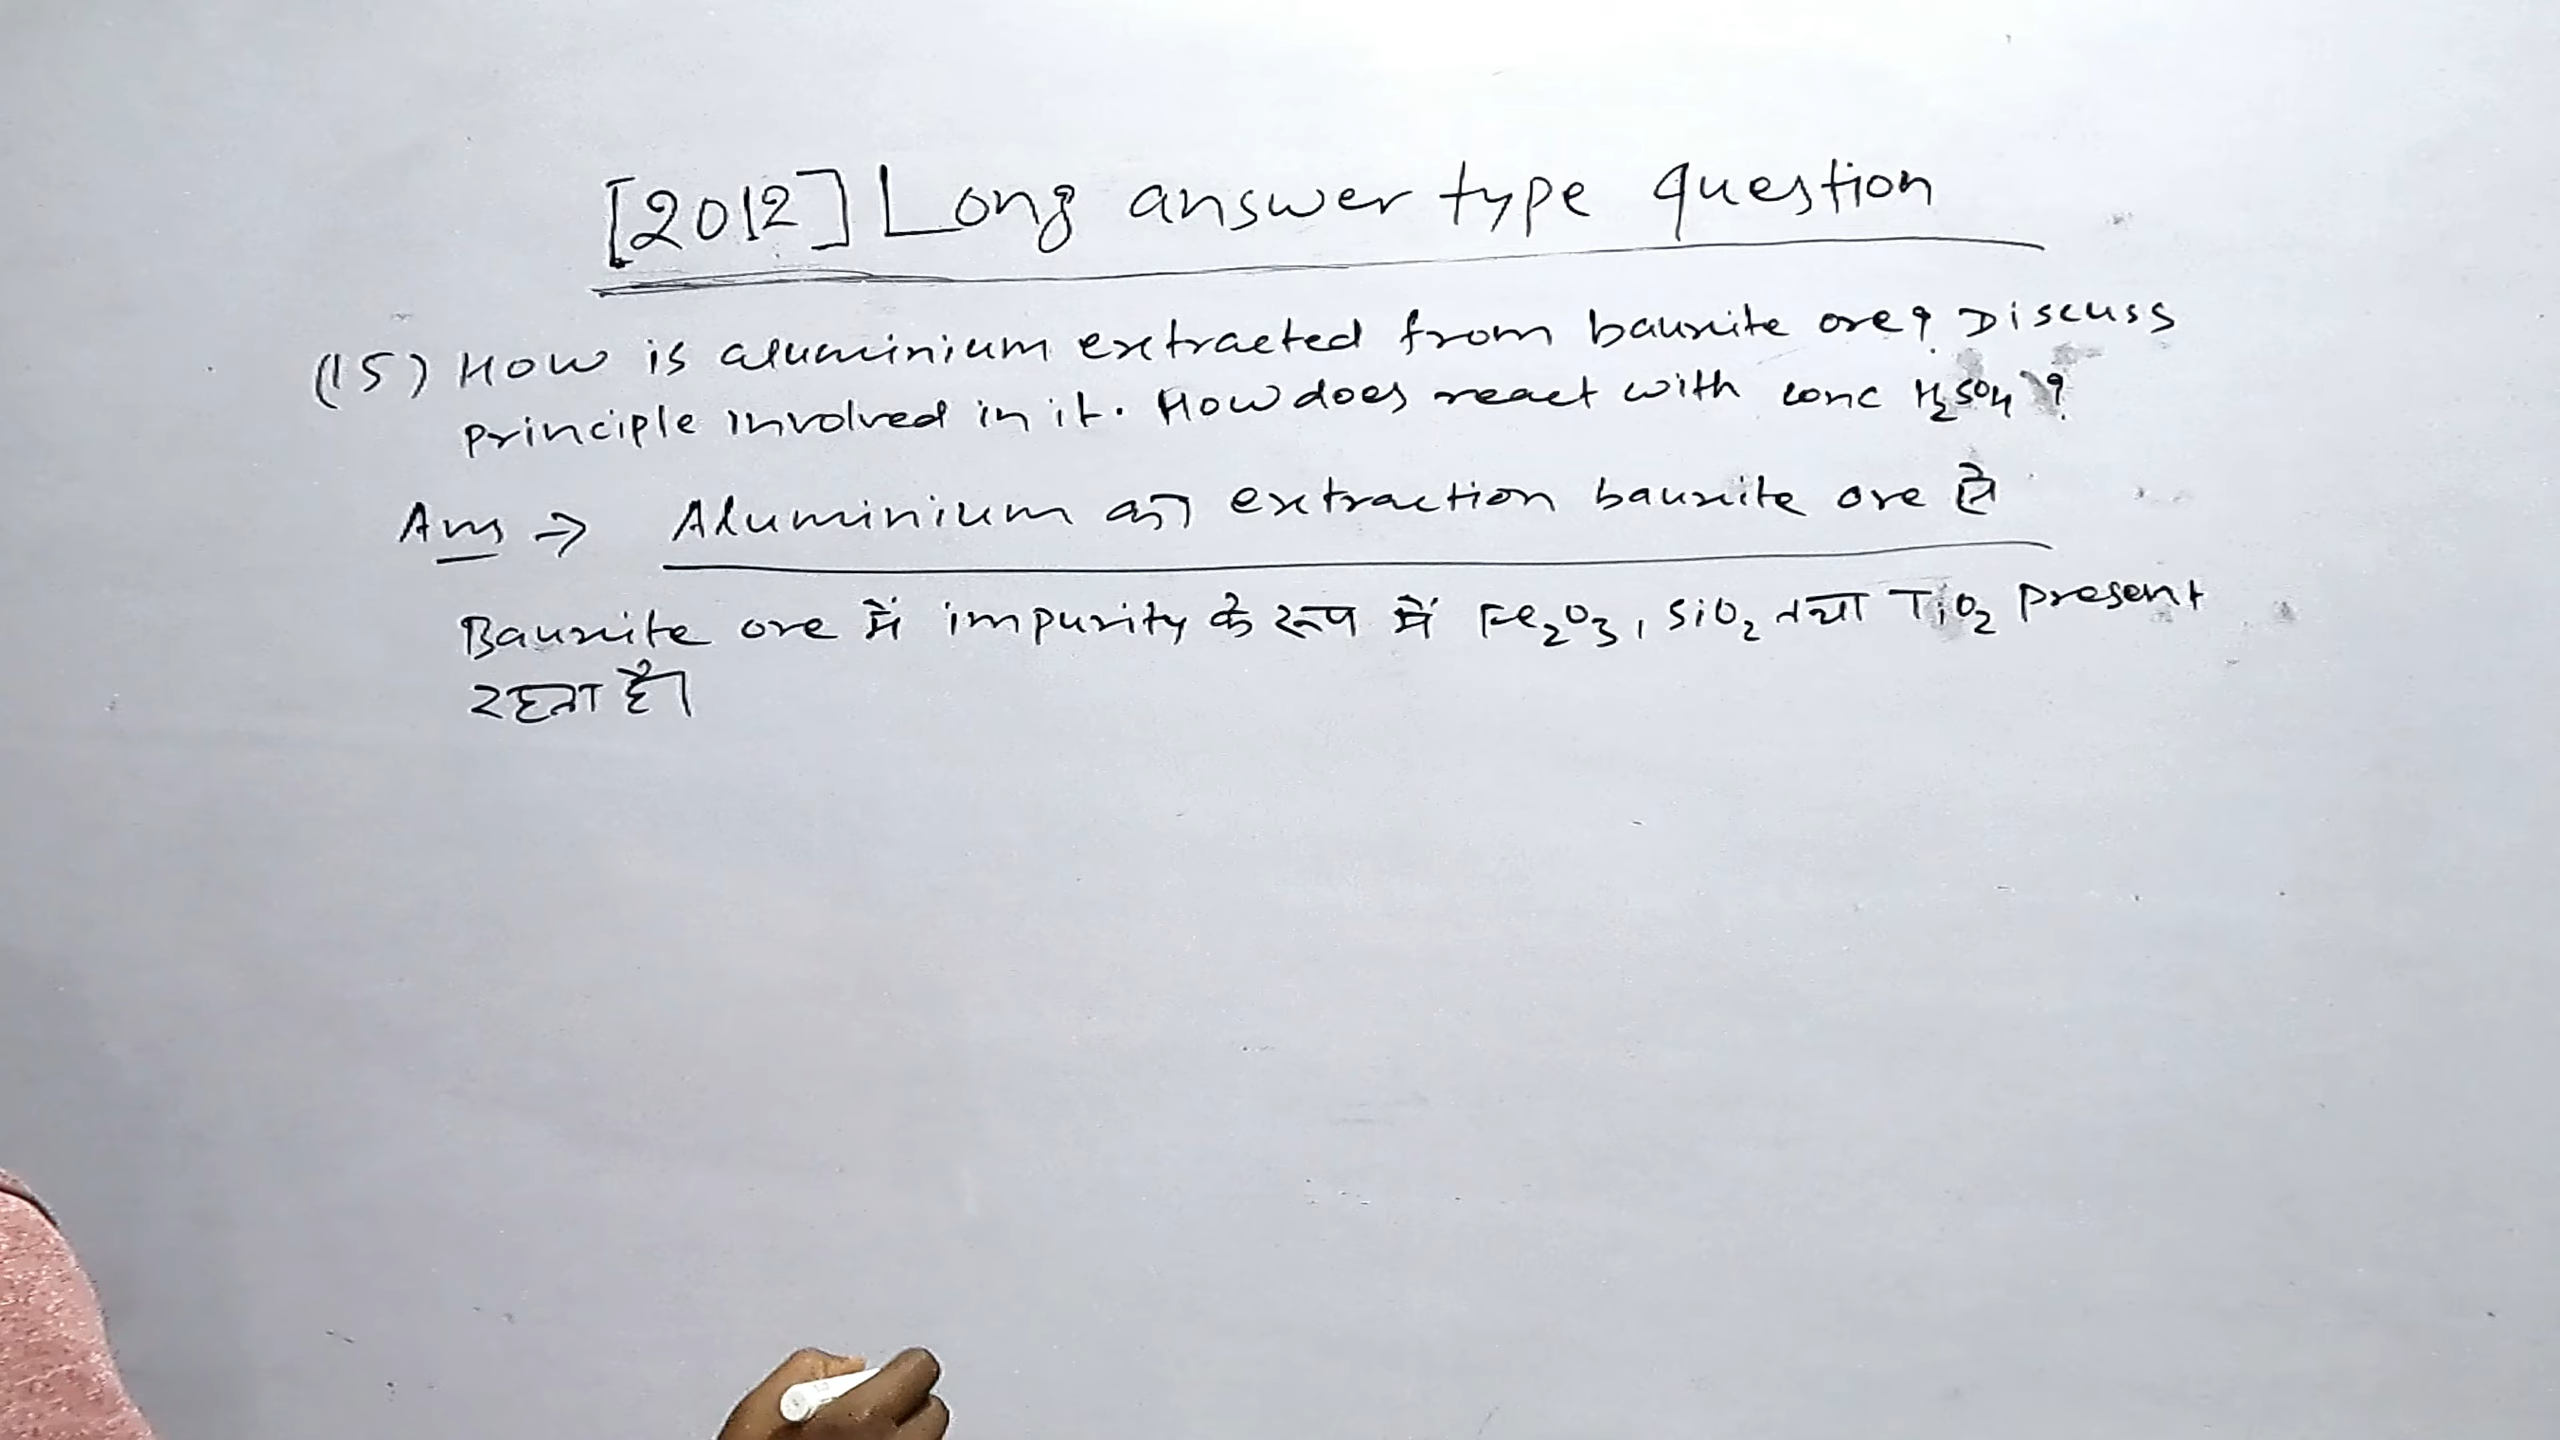 [2012] Long answer type question
(15) How is aluminium extracted from bauxite ore? Discuss
principle involved in it. How does react with conc H₂SO₄?
Ans ⇒ Aluminium का extraction bauxite ore से
Bauxite ore में impurity के रूप में Fe₂O₃, SiO₂ तथा TiO₂ present
रहता है।